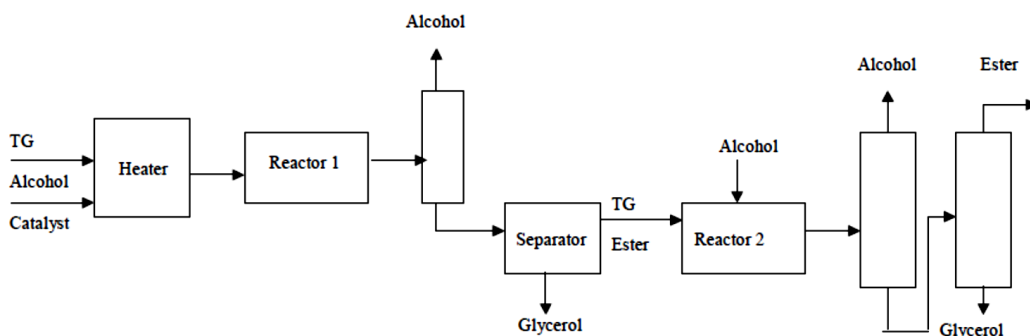 Alcohol
Alcohol
Ester
TG
Heater
Reactor 1
Alcohol
Alcohol
Catalyst
TG
Separator
Ester
Reactor 2
Glycerol
Glycerol